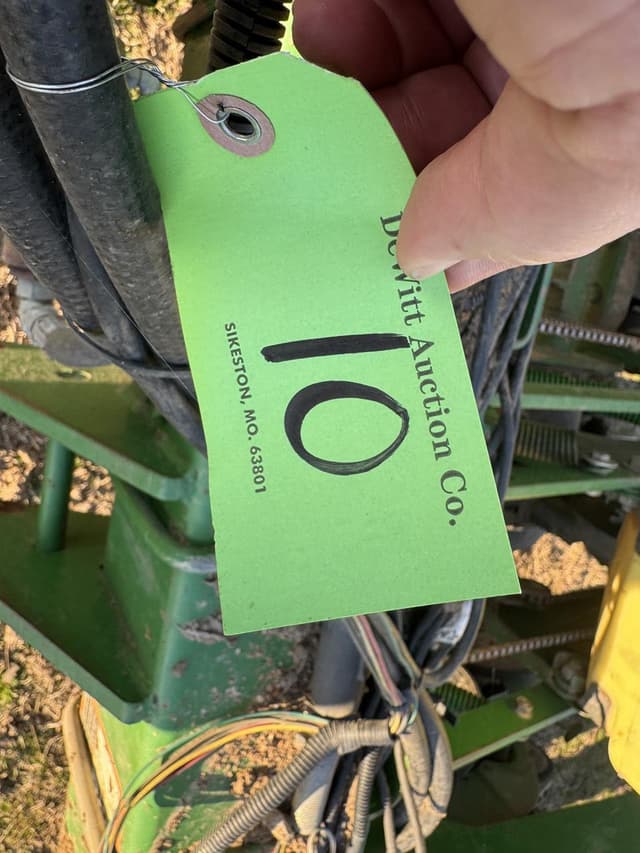 DeWitt Auction Co.
10
SIKESTON, MO. 63801